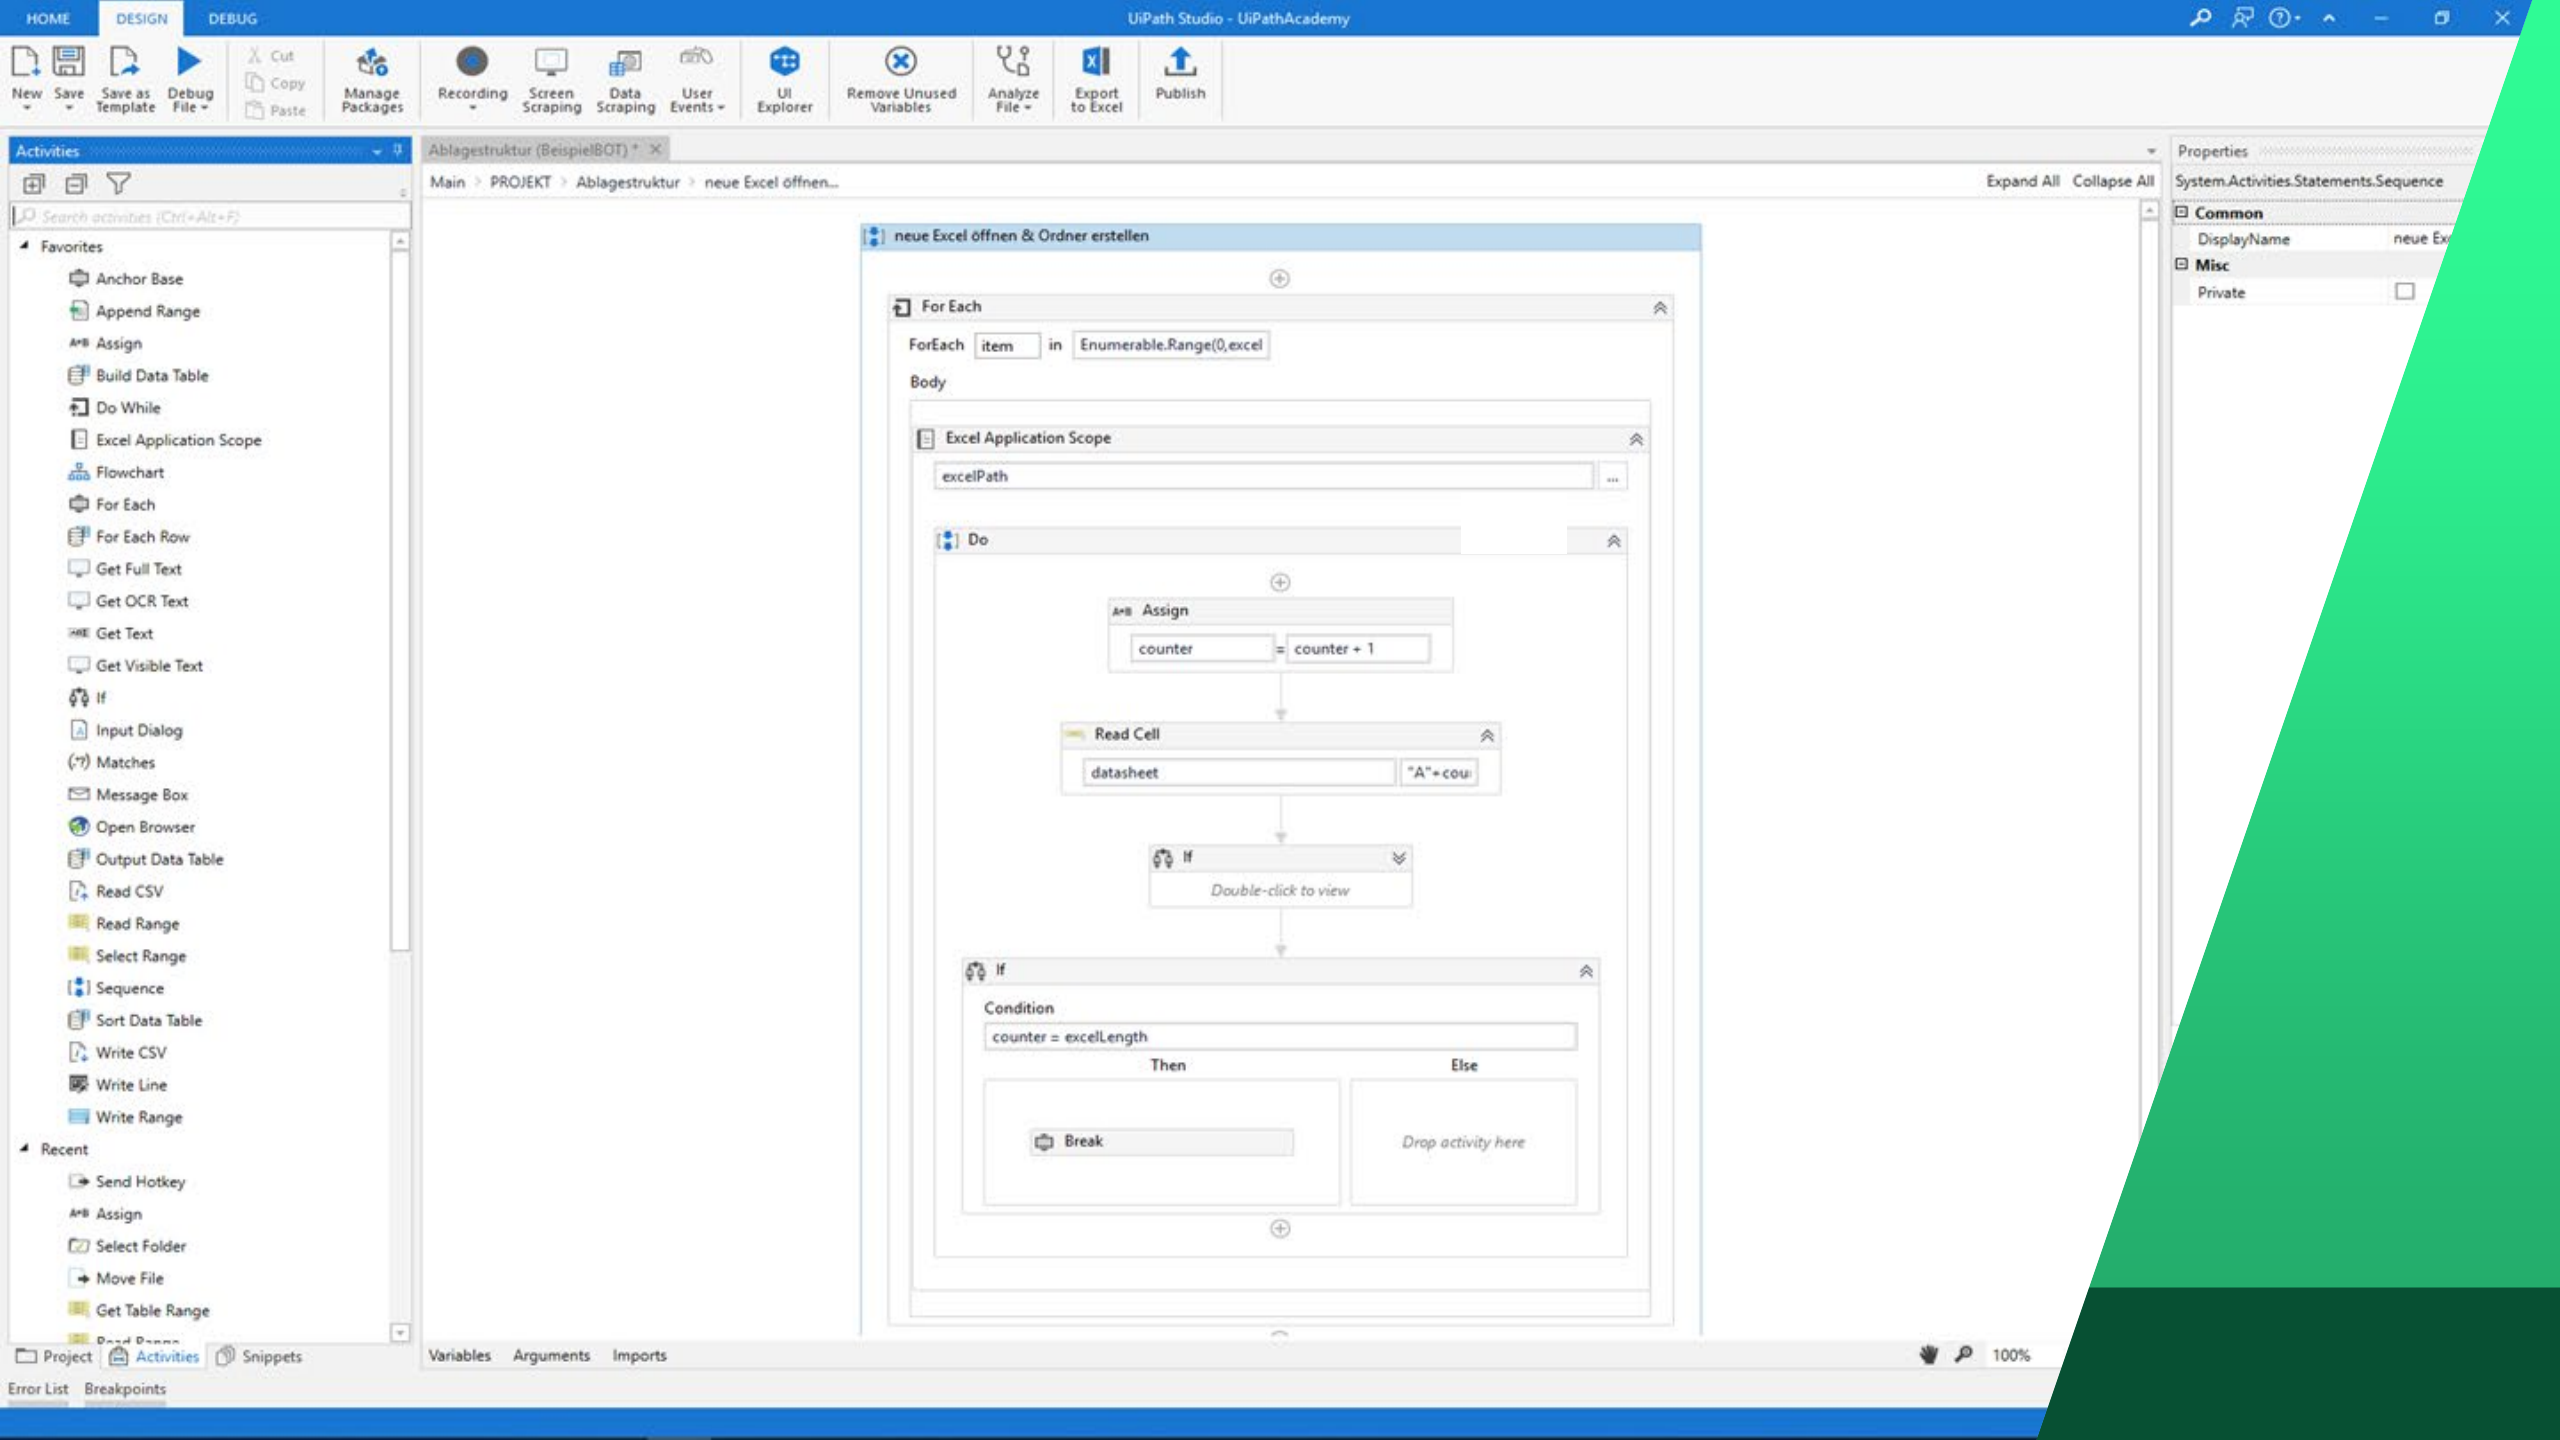 HOME DESIGN DEBUG
UiPath Studio - UiPathAcademy
New Save Save as Template Debug File
Cut
Copy
Paste
Manage Packages
Recording
Screen Scraping
Data Scraping
User Events
UI Explorer
Remove Unused Variables
Analyze File
Export to Excel
Publish
Activities
Search activities (Ctrl+Alt+F)
Favorites
Anchor Base
Append Range
A+B Assign
Build Data Table
Do While
Excel Application Scope
Flowchart
For Each
For Each Row
Get Full Text
Get OCR Text
Get Text
Get Visible Text
If
Input Dialog
Matches
Message Box
Open Browser
Output Data Table
Read CSV
Read Range
Select Range
Sequence
Sort Data Table
Write CSV
Write Line
Write Range
Recent
Send Hotkey
A+B Assign
Select Folder
Move File
Get Table Range
Read Range
Project Activities Snippets
Error List Breakpoints
Ablagestruktur (BeispielBOT) *
Main > PROJEKT > Ablagestruktur > neue Excel öffnen...
Expand All Collapse All
neue Excel öffnen & Ordner erstellen
For Each
ForEach item in Enumerable.Range(0,excel
Body
Excel Application Scope
excelPath
...
Do
A+B Assign
counter = counter + 1
Read Cell
datasheet "A"+cou
If
Double-click to view
If
Condition
counter = excelLength
Then Else
Break
Drop activity here
Variables Arguments Imports
100%
Properties
System.Activities.Statements.Sequence
Common
DisplayName neue Ex
Misc
Private